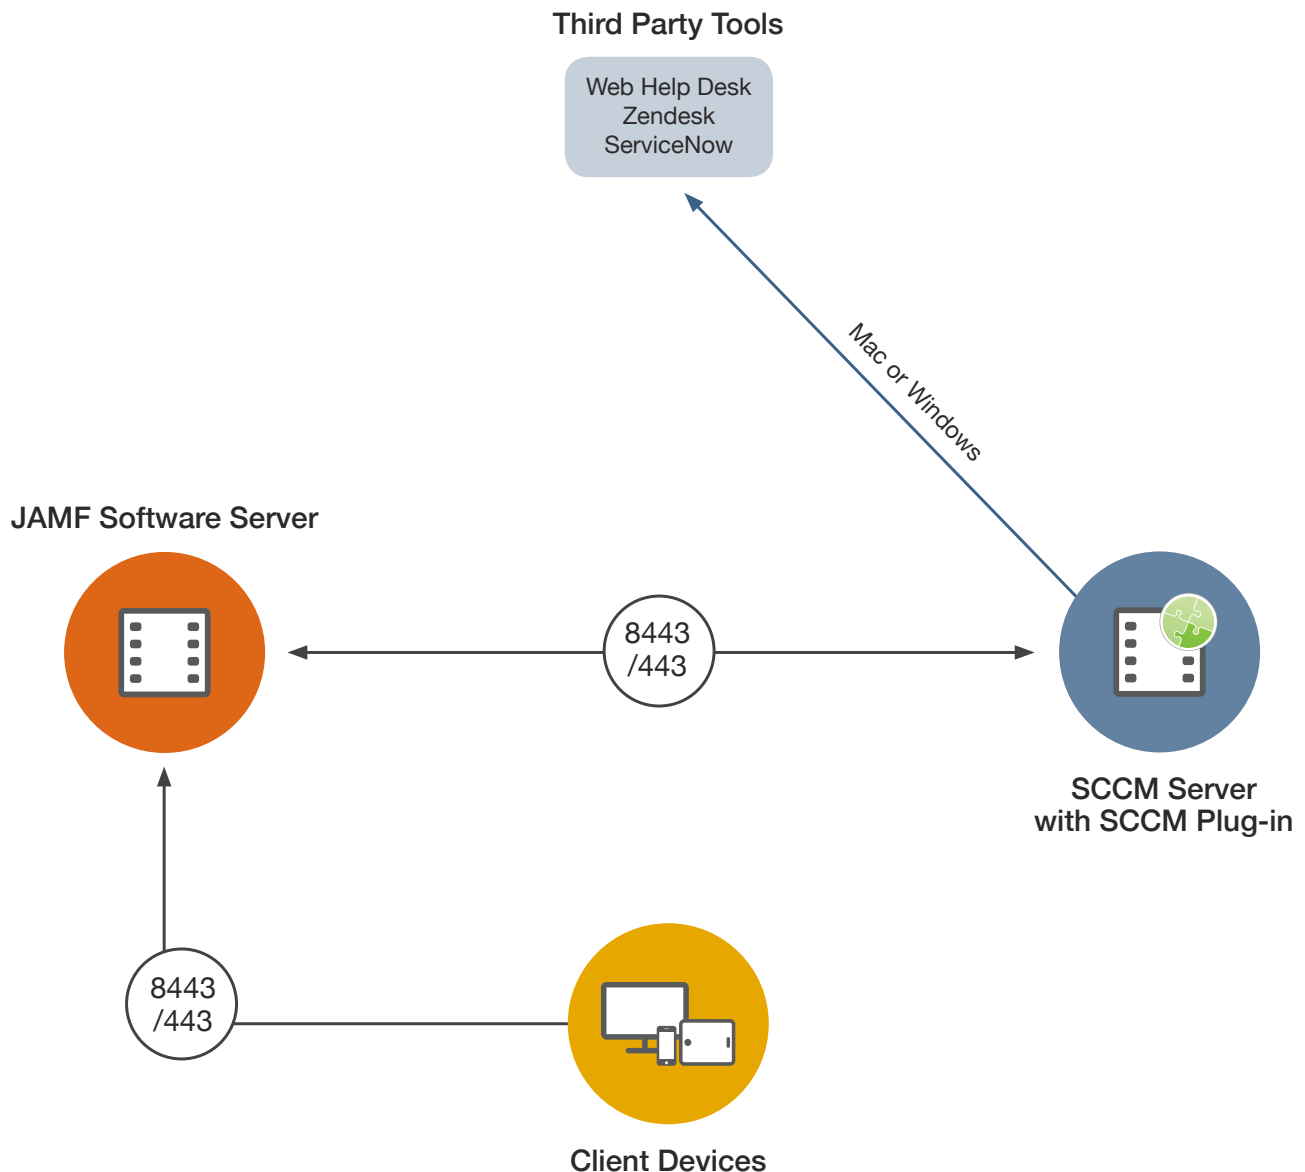 Third Party Tools
Web Help Desk
Zendesk
ServiceNow
Mac or Windows
JAMF Software Server
8443
/443
SCCM Server
with SCCM Plug-in
8443
/443
Client Devices